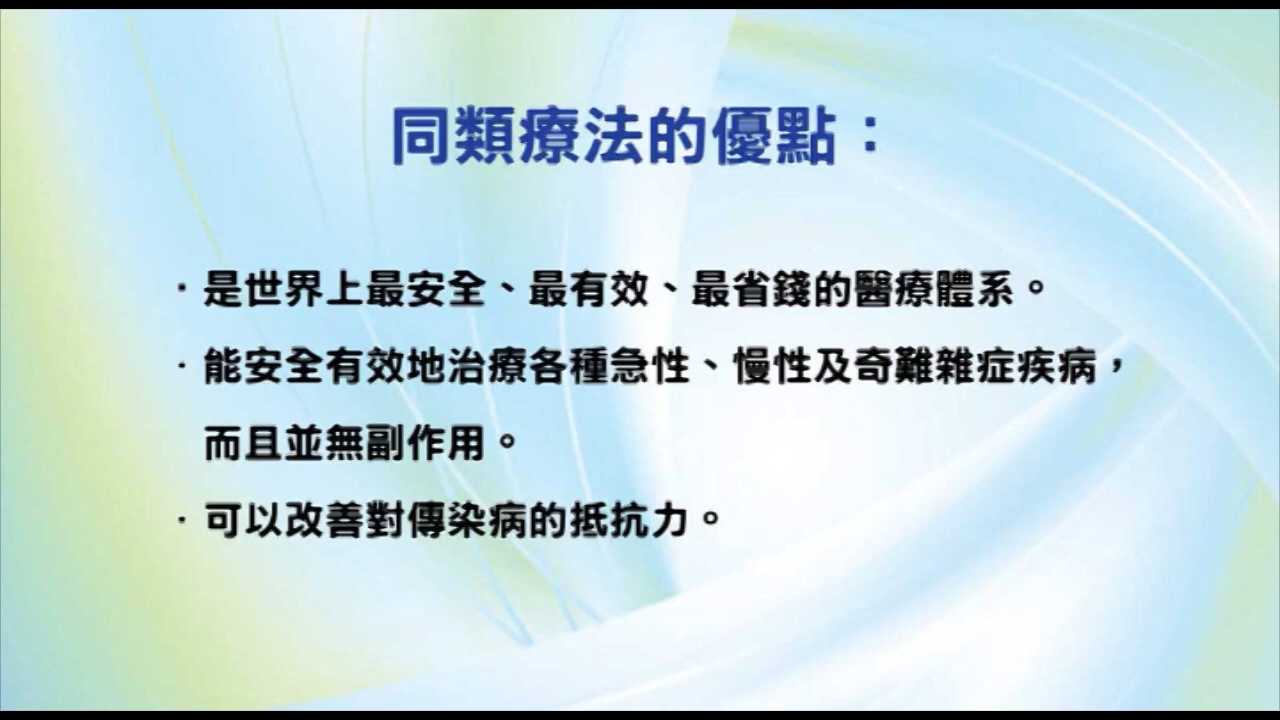 同類療法的優點：
· 是世界上最安全、最有效、最省錢的醫療體系。
· 能安全有效地治療各種急性、慢性及奇難雜症疾病，
而且並無副作用。
· 可以改善對傳染病的抵抗力。